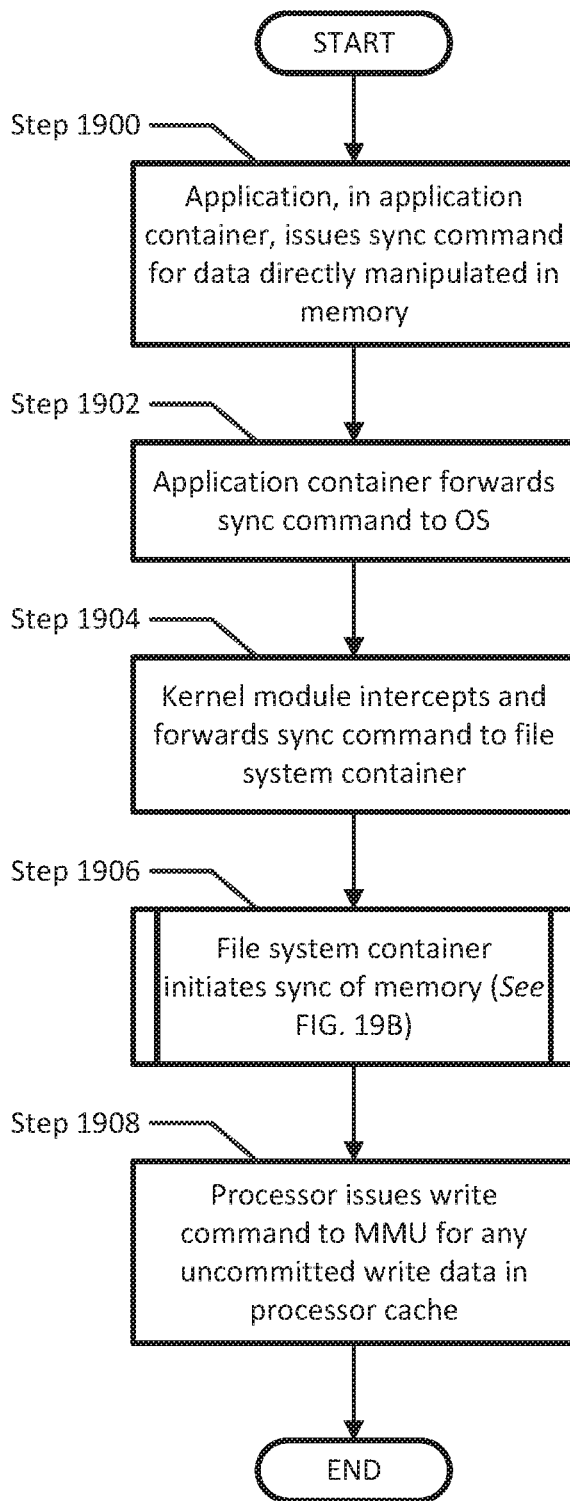 START
Step 1900
Application, in application
container, issues sync command
for data directly manipulated in
memory
Step 1902
Application container forwards
sync command to OS
Step 1904
Kernel module intercepts and
forwards sync command to file
system container
Step 1906
File system container
initiates sync of memory (See
FIG. 19B)
Step 1908
Processor issues write
command to MMU for any
uncommitted write data in
processor cache
END